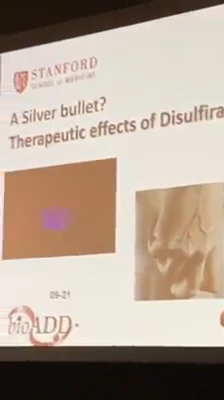 STANFORD
SCHOOL OF MEDICINE
A Silver bullet?
Therapeutic effects of Disulfira
09-21
bioADD